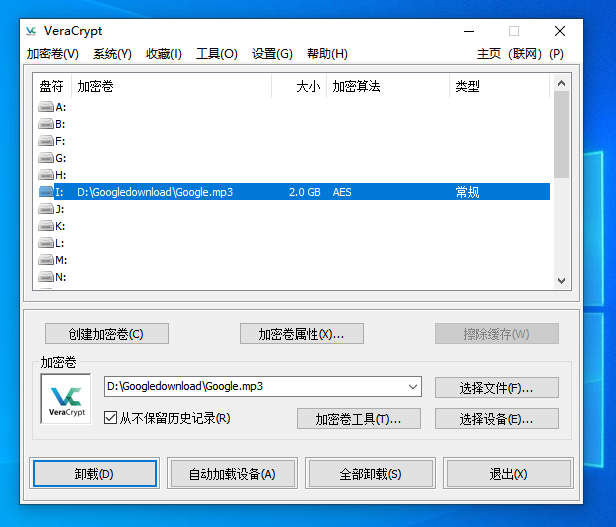 VeraCrypt
加密卷(V) 系统(Y) 收藏(I) 工具(O) 设置(G) 帮助(H) 主页 (联网) (P)
盘符 加密卷 大小 加密算法 类型
A:
B:
F:
G:
H:
I: D:\Googledownload\Google.mp3 2.0 GB AES 常规
J:
K:
L:
M:
N:
创建加密卷(C) 加密卷属性(X)... 擦除缓存(W)
加密卷
VeraCrypt
D:\Googledownload\Google.mp3 选择文件(F)...
从不保留历史记录(R) 加密卷工具(T)... 选择设备(E)...
卸载(D) 自动加载设备(A) 全部卸载(S) 退出(X)